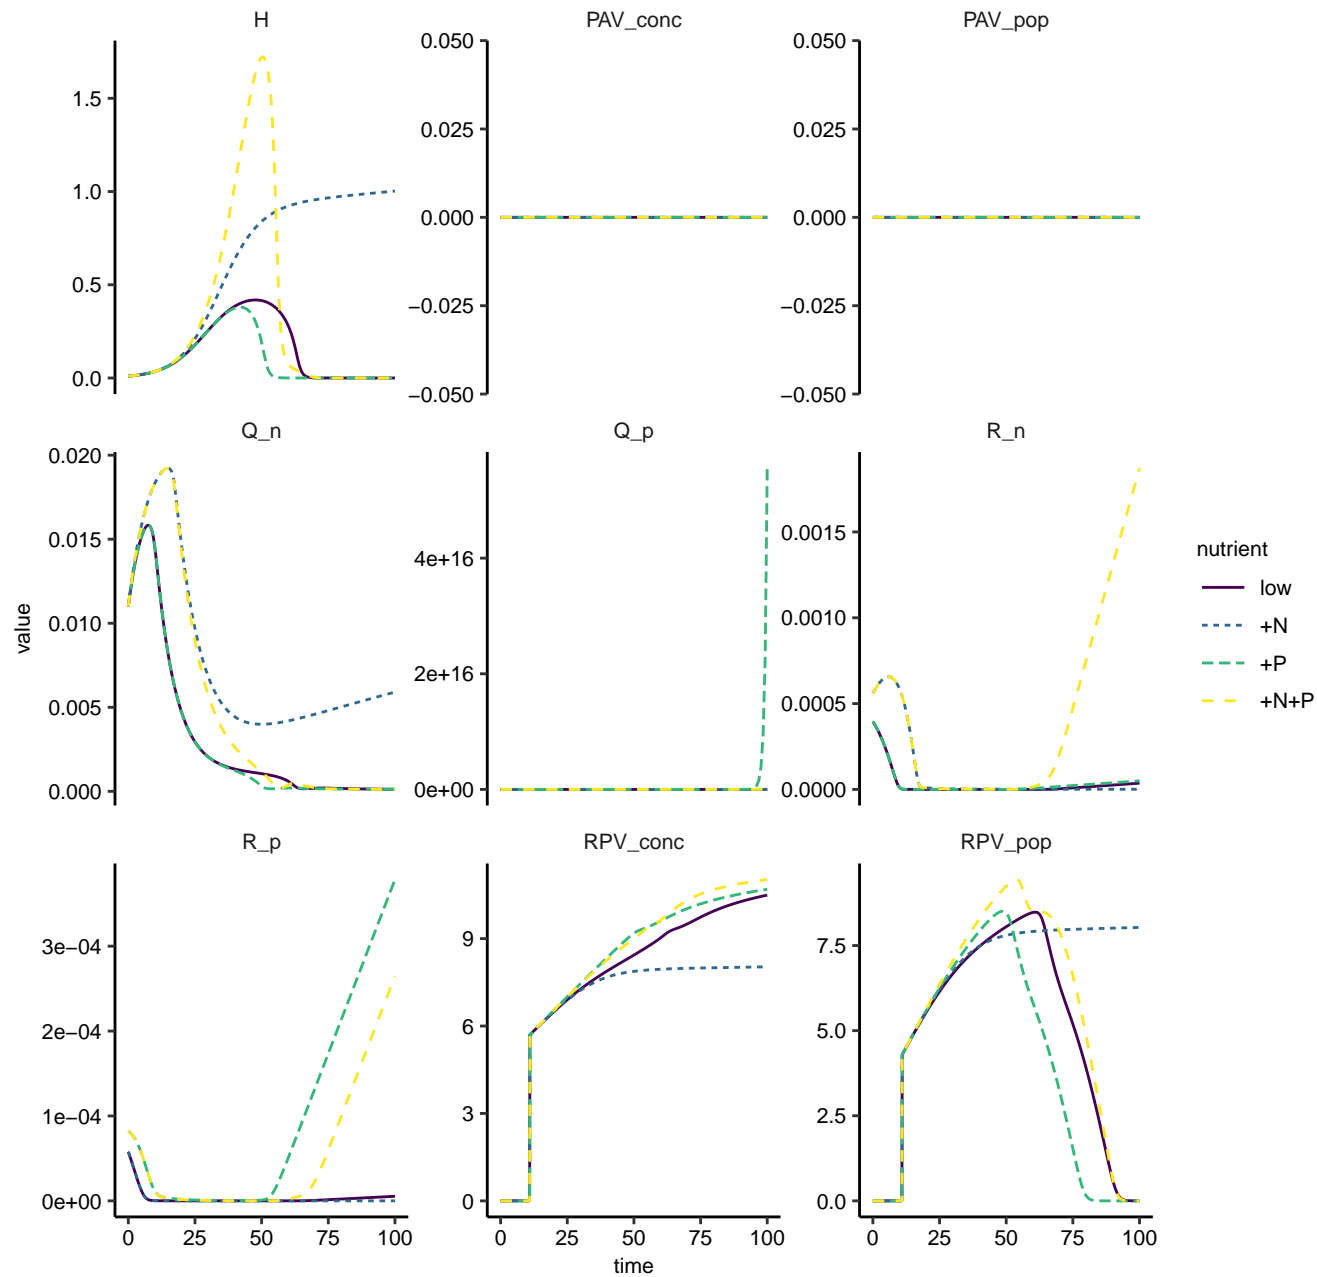 H
PAV_conc
PAV_pop
1.5
1.0
0.5
0.0
0.050
0.025
0.000
−0.025
−0.050
0.050
0.025
0.000
−0.025
−0.050
Q_n
Q_p
R_n
0.020
0.015
0.010
0.005
0.000
4e+16
2e+16
0e+00
0.0015
0.0010
0.0005
0.0000
R_p
RPV_conc
RPV_pop
3e−04
2e−04
1e−04
0e+00
9
6
3
0
7.5
5.0
2.5
0.0
0 25 50 75 100
0 25 50 75 100
0 25 50 75 100
time
value
nutrient
low
+N
+P
+N+P